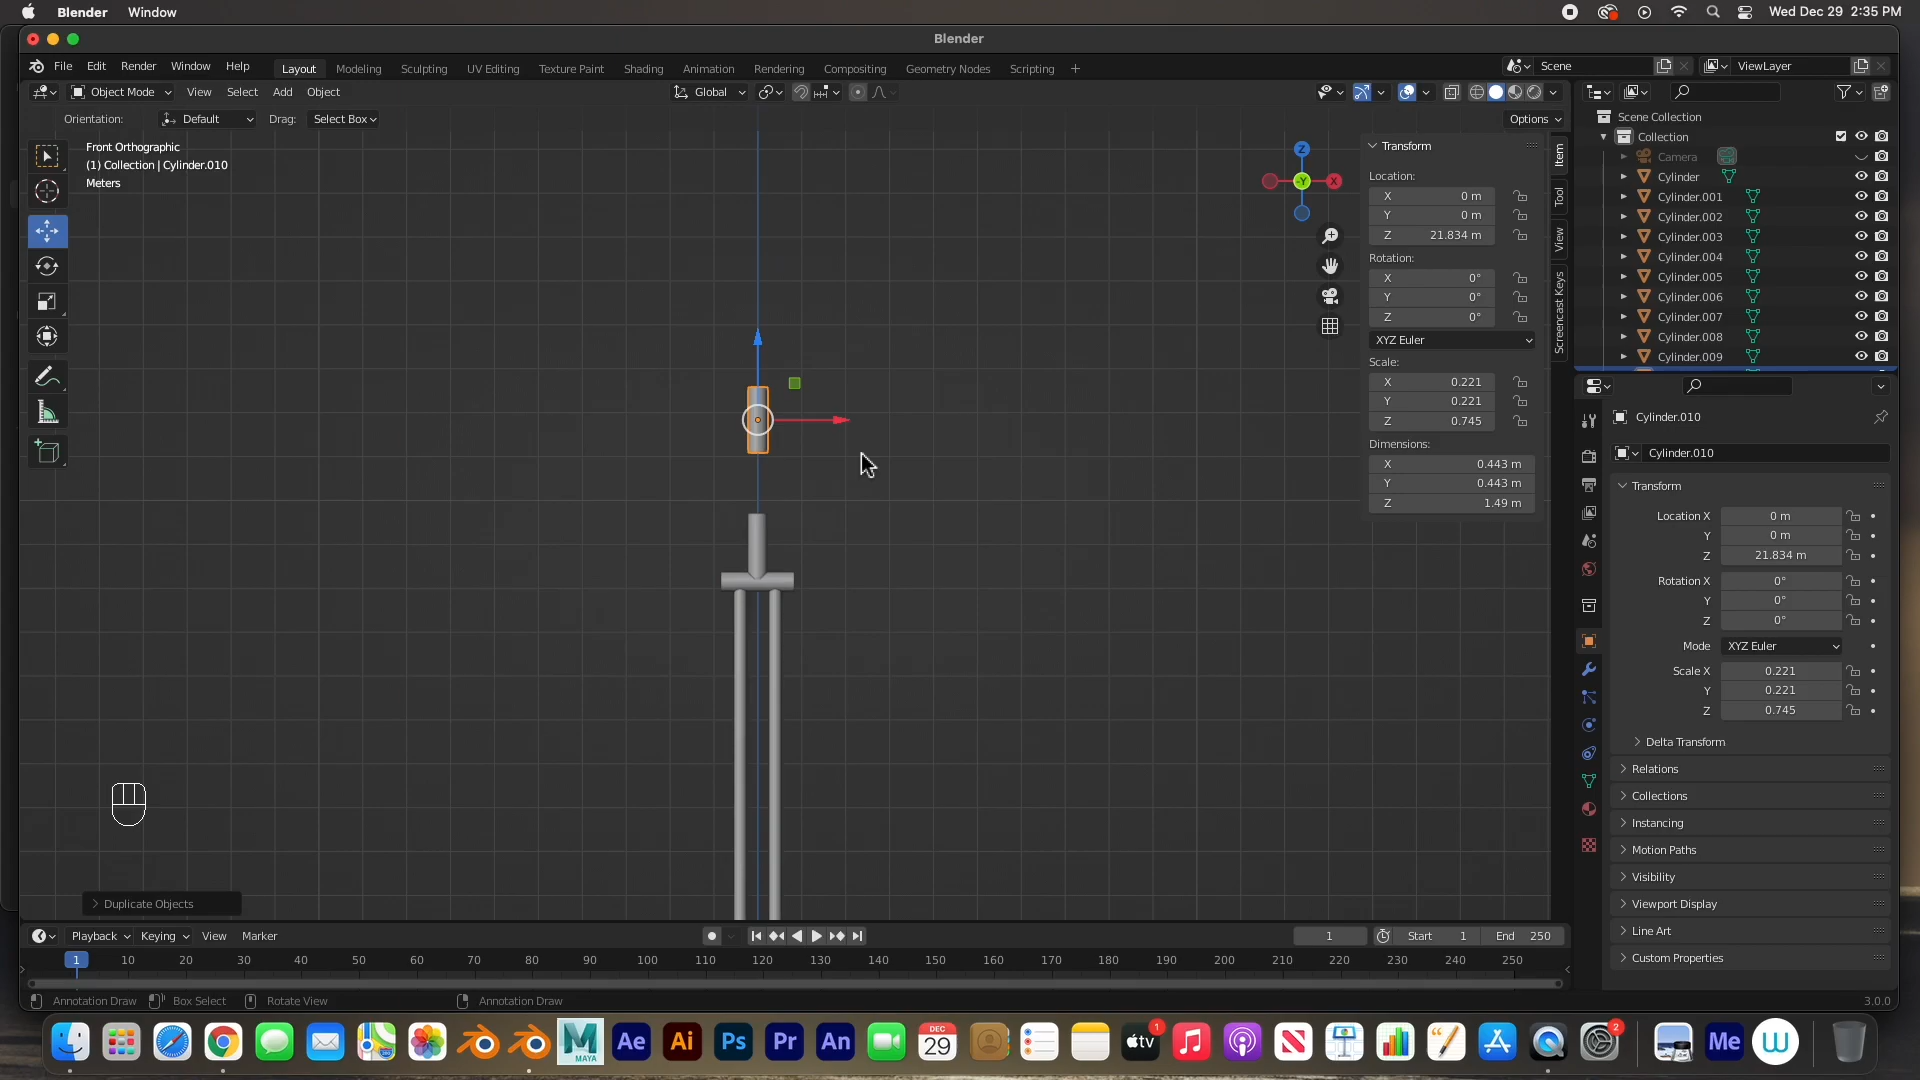 Blender Window
Wed Dec 29 2:35 PM
Blender
File Edit Render Window Help Layout Modeling Sculpting UV Editing Texture Paint Shading Animation Rendering Compositing Geometry Nodes Scripting + Scene ViewLayer
Object Mode View Select Add Object Global
Orientation: Default Drag: Select Box Options
Front Orthographic
(1) Collection | Cylinder.010
Meters
Z
X
-Y
Transform
Location:
X 0 m
Y 0 m
Z 21.834 m
Rotation:
X 0°
Y 0°
Z 0°
XYZ Euler
Scale:
X 0.221
Y 0.221
Z 0.745
Dimensions:
X 0.443 m
Y 0.443 m
Z 1.49 m
Item
Tool
View
Screencast Keys
Scene Collection
Collection
Camera
Cylinder
Cylinder.001
Cylinder.002
Cylinder.003
Cylinder.004
Cylinder.005
Cylinder.006
Cylinder.007
Cylinder.008
Cylinder.009
Cylinder.010
Cylinder.010
Transform
Location X 0 m
Y 0 m
Z 21.834 m
Rotation X 0°
Y 0°
Z 0°
Mode XYZ Euler
Scale X 0.221
Y 0.221
Z 0.745
Delta Transform
Relations
Collections
Instancing
Motion Paths
Visibility
Viewport Display
Line Art
Custom Properties
Duplicate Objects
Playback Keying View Marker 1 Start 1 End 250
1 10 20 30 40 50 60 70 80 90 100 110 120 130 140 150 160 170 180 190 200 210 220 230 240 250
Annotation Draw Box Select Rotate View Annotation Draw 3.0.0
MAYA Ae Ai Ps Pr An DEC 29 tv 1 2 Me